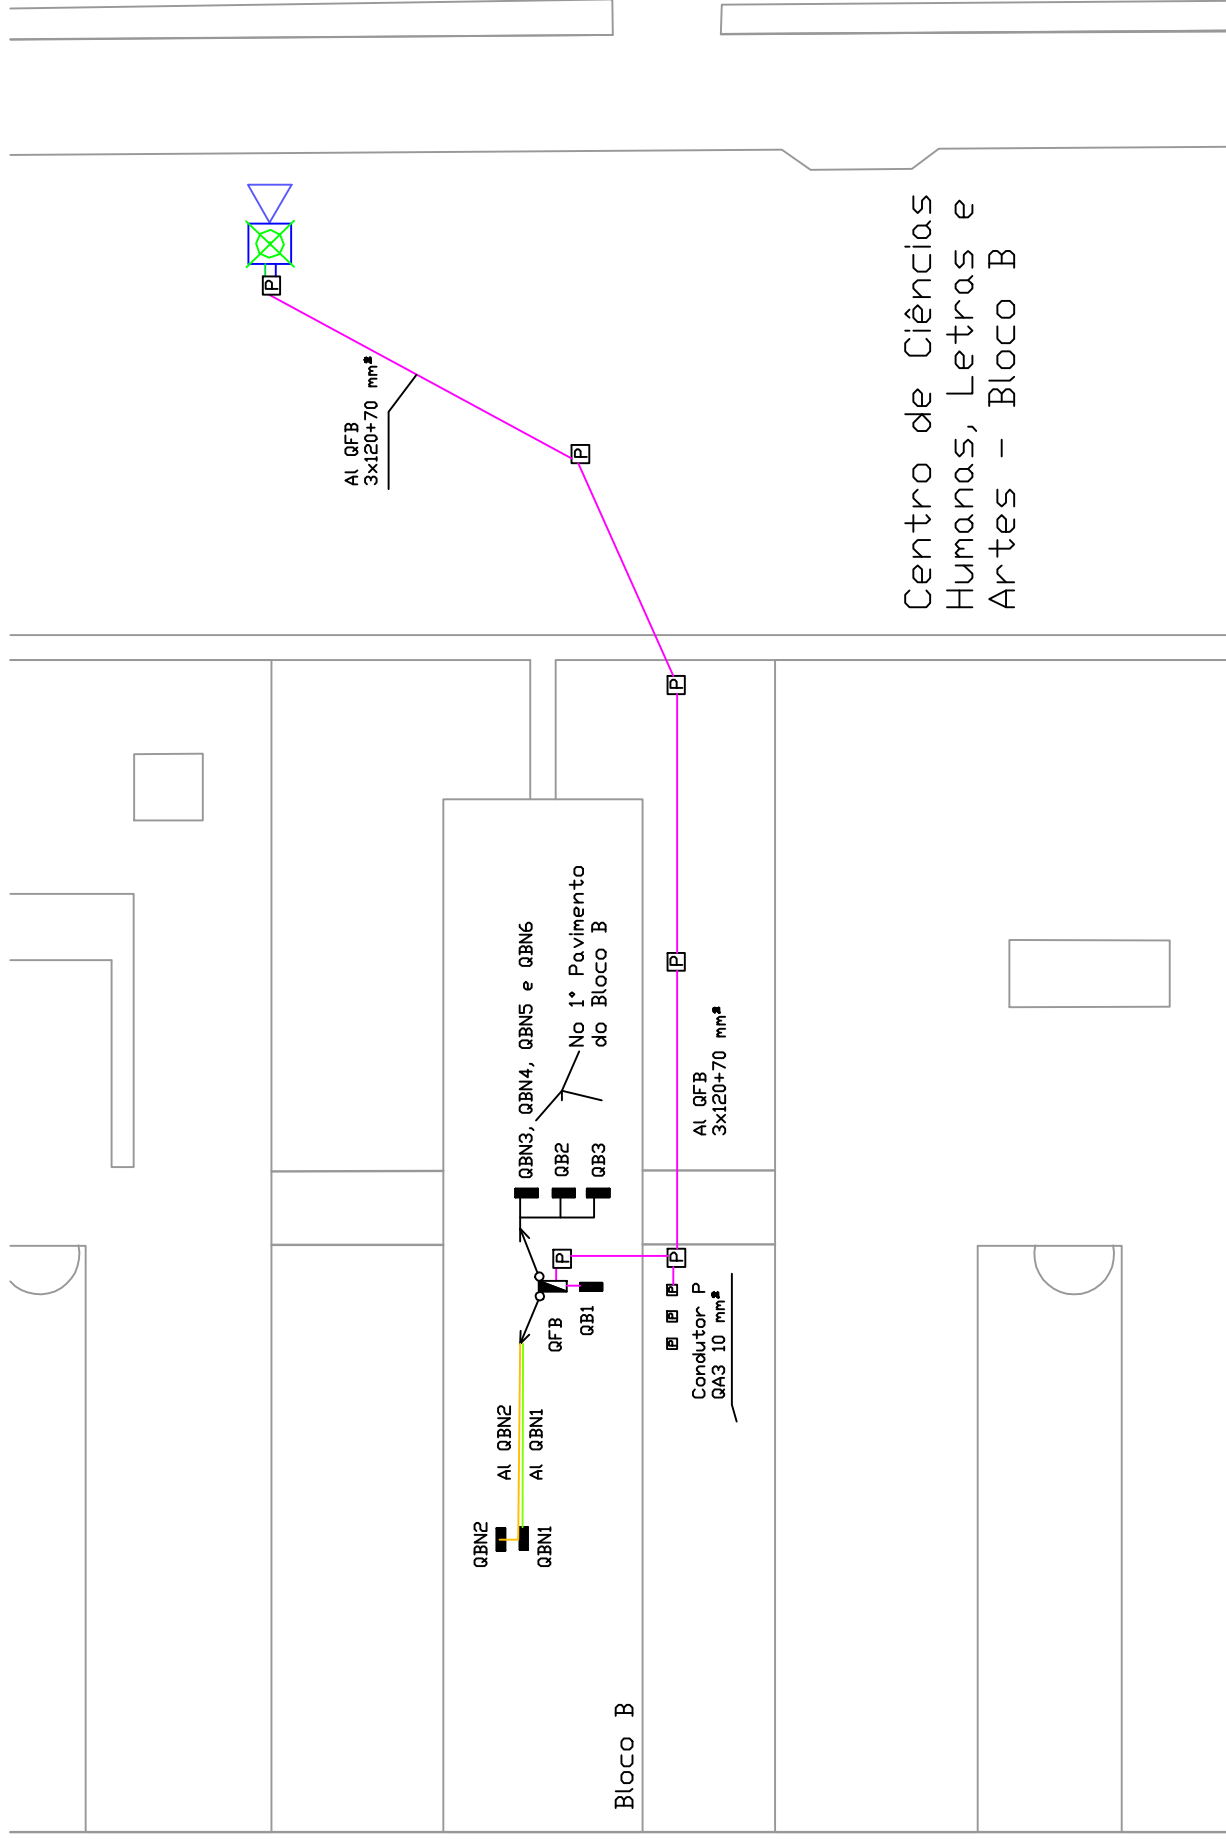 Centro de Ciências
Humanas, Letras e
Artes - Bloco B
P
Al QFB
3x120+70 mm²
P
P
P
Al QFB
3x120+70 mm²
No 1° Pavimento
do Bloco B
QBN3, QBN4, QBN5 e QBN6
QB2
QB3
P
P
QFB
QB1
P
P
P
Condutor P
QA3 10 mm²
Al QBN2
Al QBN1
QBN2
QBN1
Bloco B